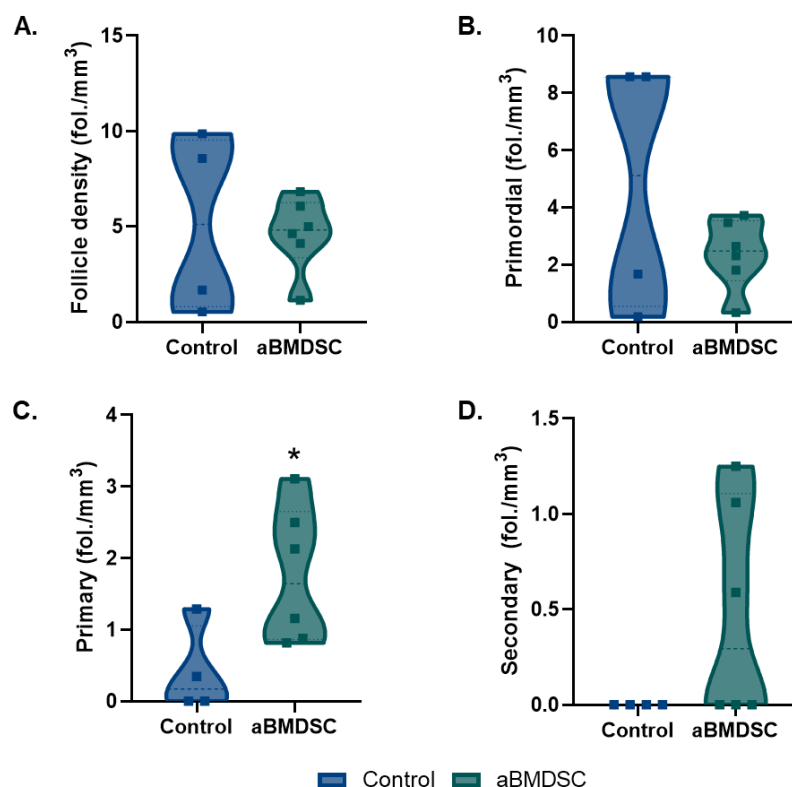 A.
Follicle density (fol./mm³)
15
10
5
0
Control aBMDSC
B.
Primordial (fol./mm³)
10
8
6
4
2
0
Control aBMDSC
C.
Primary (fol./mm³)
4
3
2
1
0
*
Control aBMDSC
D.
Secondary (fol./mm³)
1.5
1.0
0.5
0.0
Control aBMDSC
Control aBMDSC